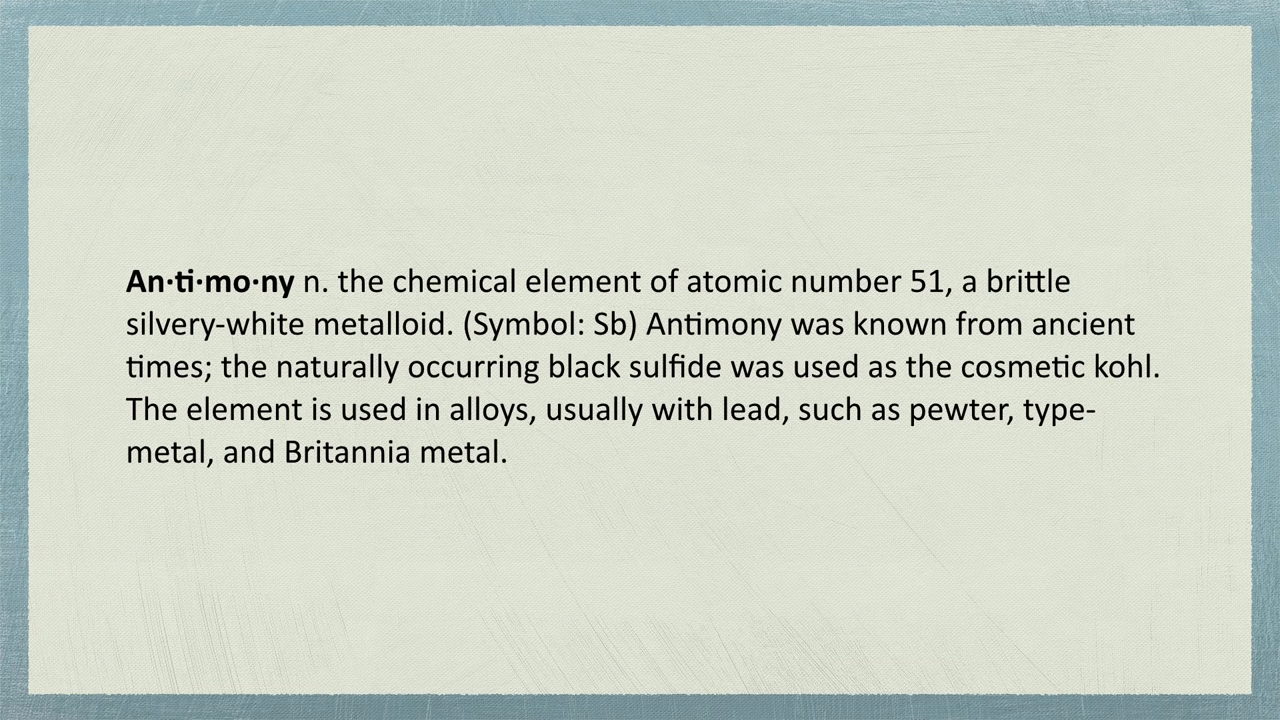 An·ti·mo·ny n. the chemical element of atomic number 51, a brittle
silvery-white metalloid. (Symbol: Sb) Antimony was known from ancient
times; the naturally occurring black sulfide was used as the cosmetic kohl.
The element is used in alloys, usually with lead, such as pewter, type-
metal, and Britannia metal.